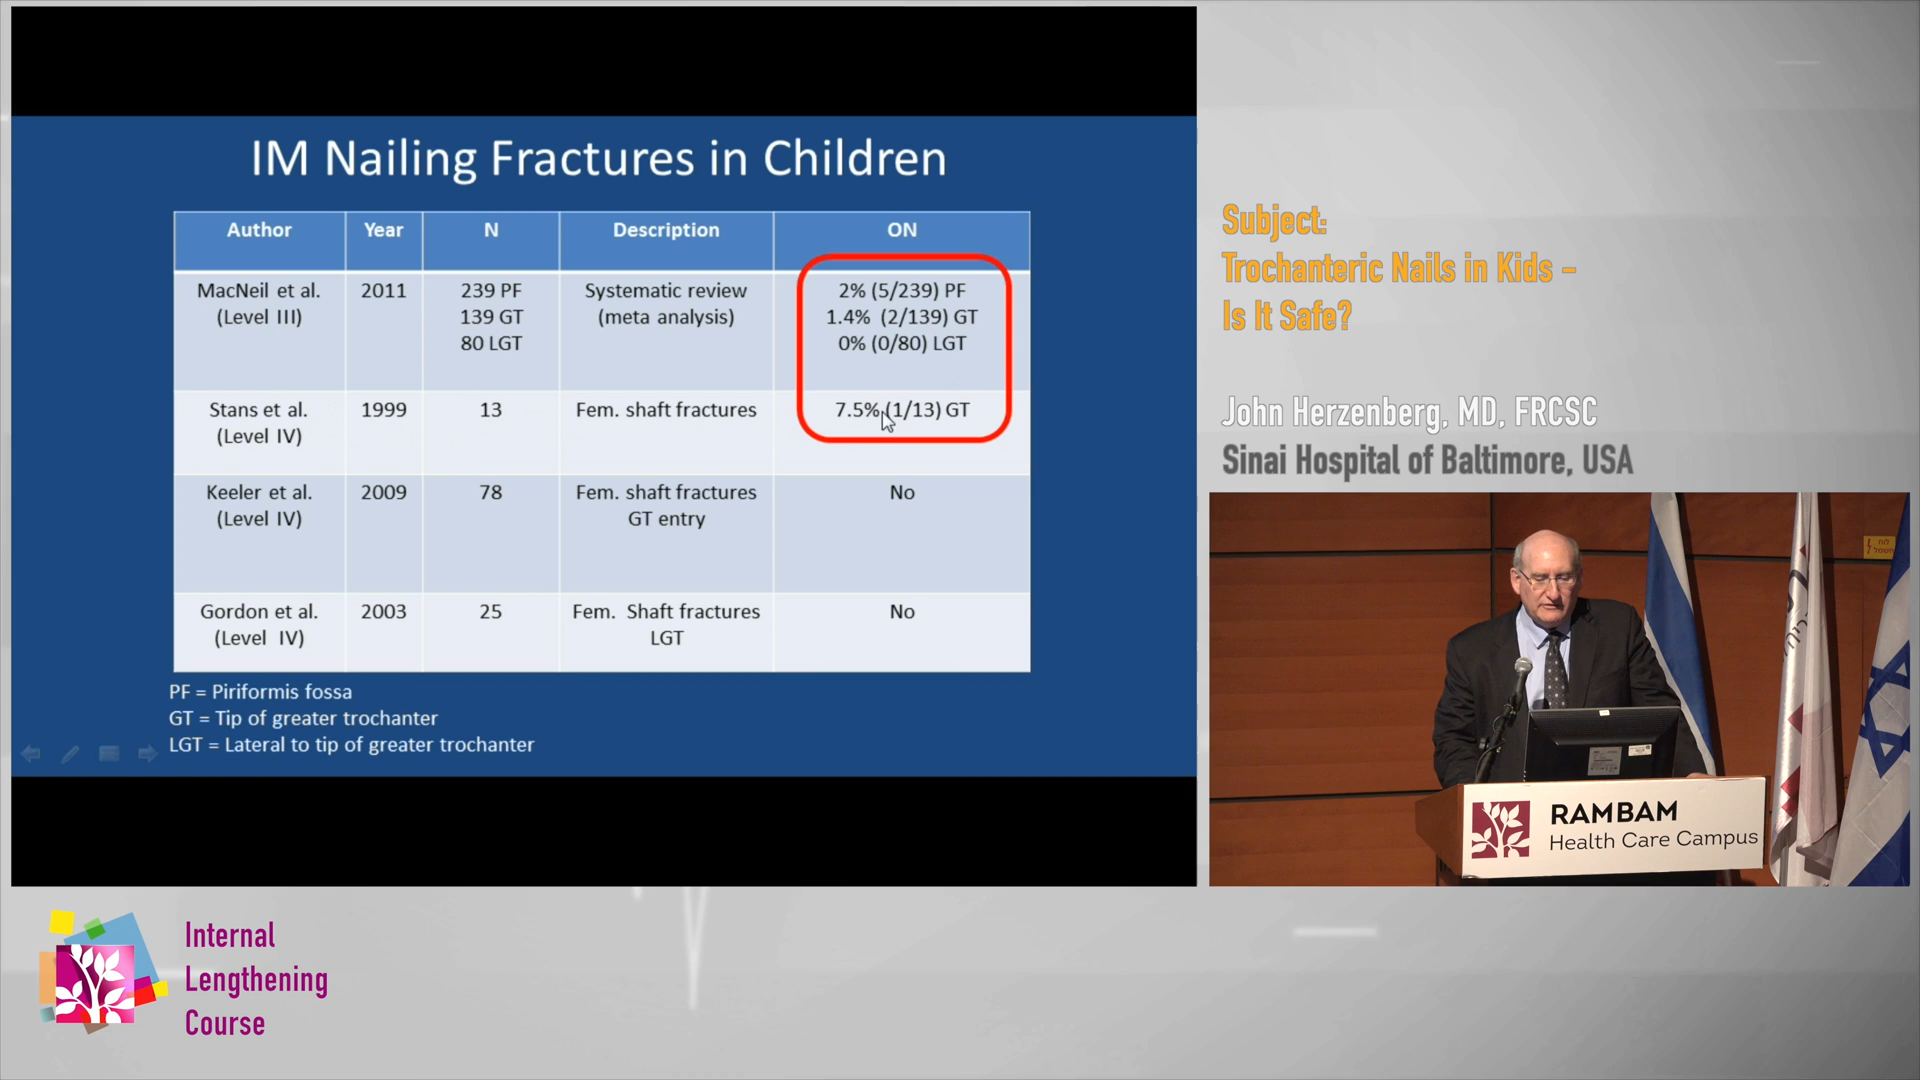 IM Nailing Fractures in Children
Author Year N Description ON
MacNeil et al. 2011 239 PF Systematic review 2% (5/239) PF
(Level III) 139 GT (meta analysis) 1.4% (2/139) GT
80 LGT 0% (0/80) LGT
Stans et al. 1999 13 Fem. shaft fractures 7.5% (1/13) GT
(Level IV)
Keeler et al. 2009 78 Fem. shaft fractures No
(Level IV) GT entry
Gordon et al. 2003 25 Fem. Shaft fractures No
(Level IV) LGT
PF = Piriformis fossa
GT = Tip of greater trochanter
LGT = Lateral to tip of greater trochanter
Subject:
Trochanteric Nails in Kids –
Is It Safe?
John Herzenberg, MD, FRCSC
Sinai Hospital of Baltimore, USA
RAMBAM
Health Care Campus
Internal
Lengthening
Course